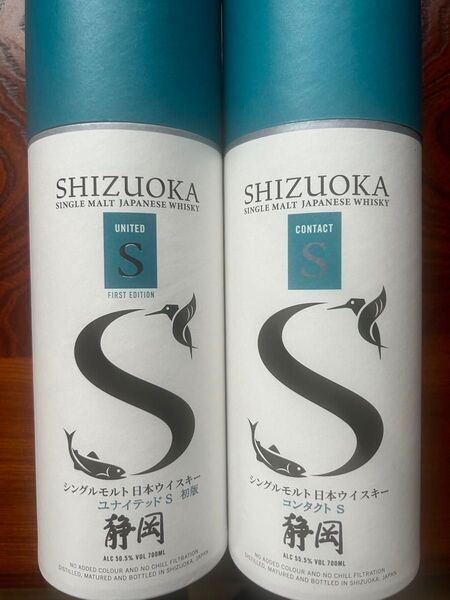 SHIZUOKA
SINGLE MALT JAPANESE WHISKY
UNITED
S
FIRST EDITION
S
シングルモルト日本ウイスキー
ユナイテッド S 初版
静岡
ALC 50.5% VOL 700ML
NO ADDED COLOUR AND NO CHILL FILTRATION
DISTILLED, MATURED AND BOTTLED IN SHIZUOKA, JAPAN
SHIZUOKA
SINGLE MALT JAPANESE WHISKY
CONTACT
S
S
シングルモルト日本ウイスキー
コンタクト S
静岡
ALC 55.5% VOL 700ML
NO ADDED COLOUR AND NO CHILL FILTRATION
DISTILLED, MATURED AND BOTTLED IN SHIZUOKA, JAPAN